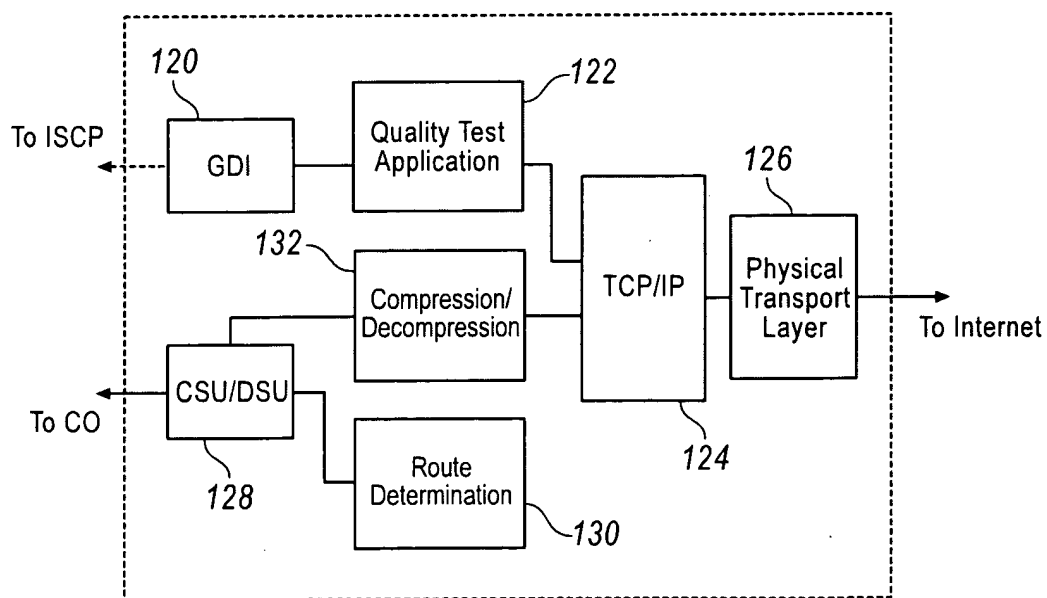 120
122
To ISCP
GDI
Quality Test
Application
126
132
TCP/IP
Physical
Transport
Layer
Compression/
Decompression
To Internet
CSU/DSU
To CO
124
128
Route
Determination
130